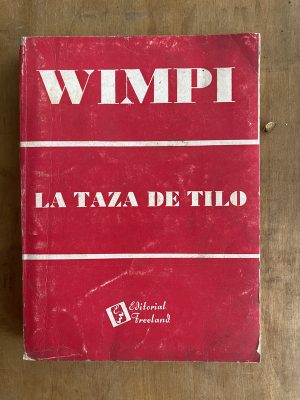 WIMPI
LA TAZA DE TILO
Editorial
Freeland